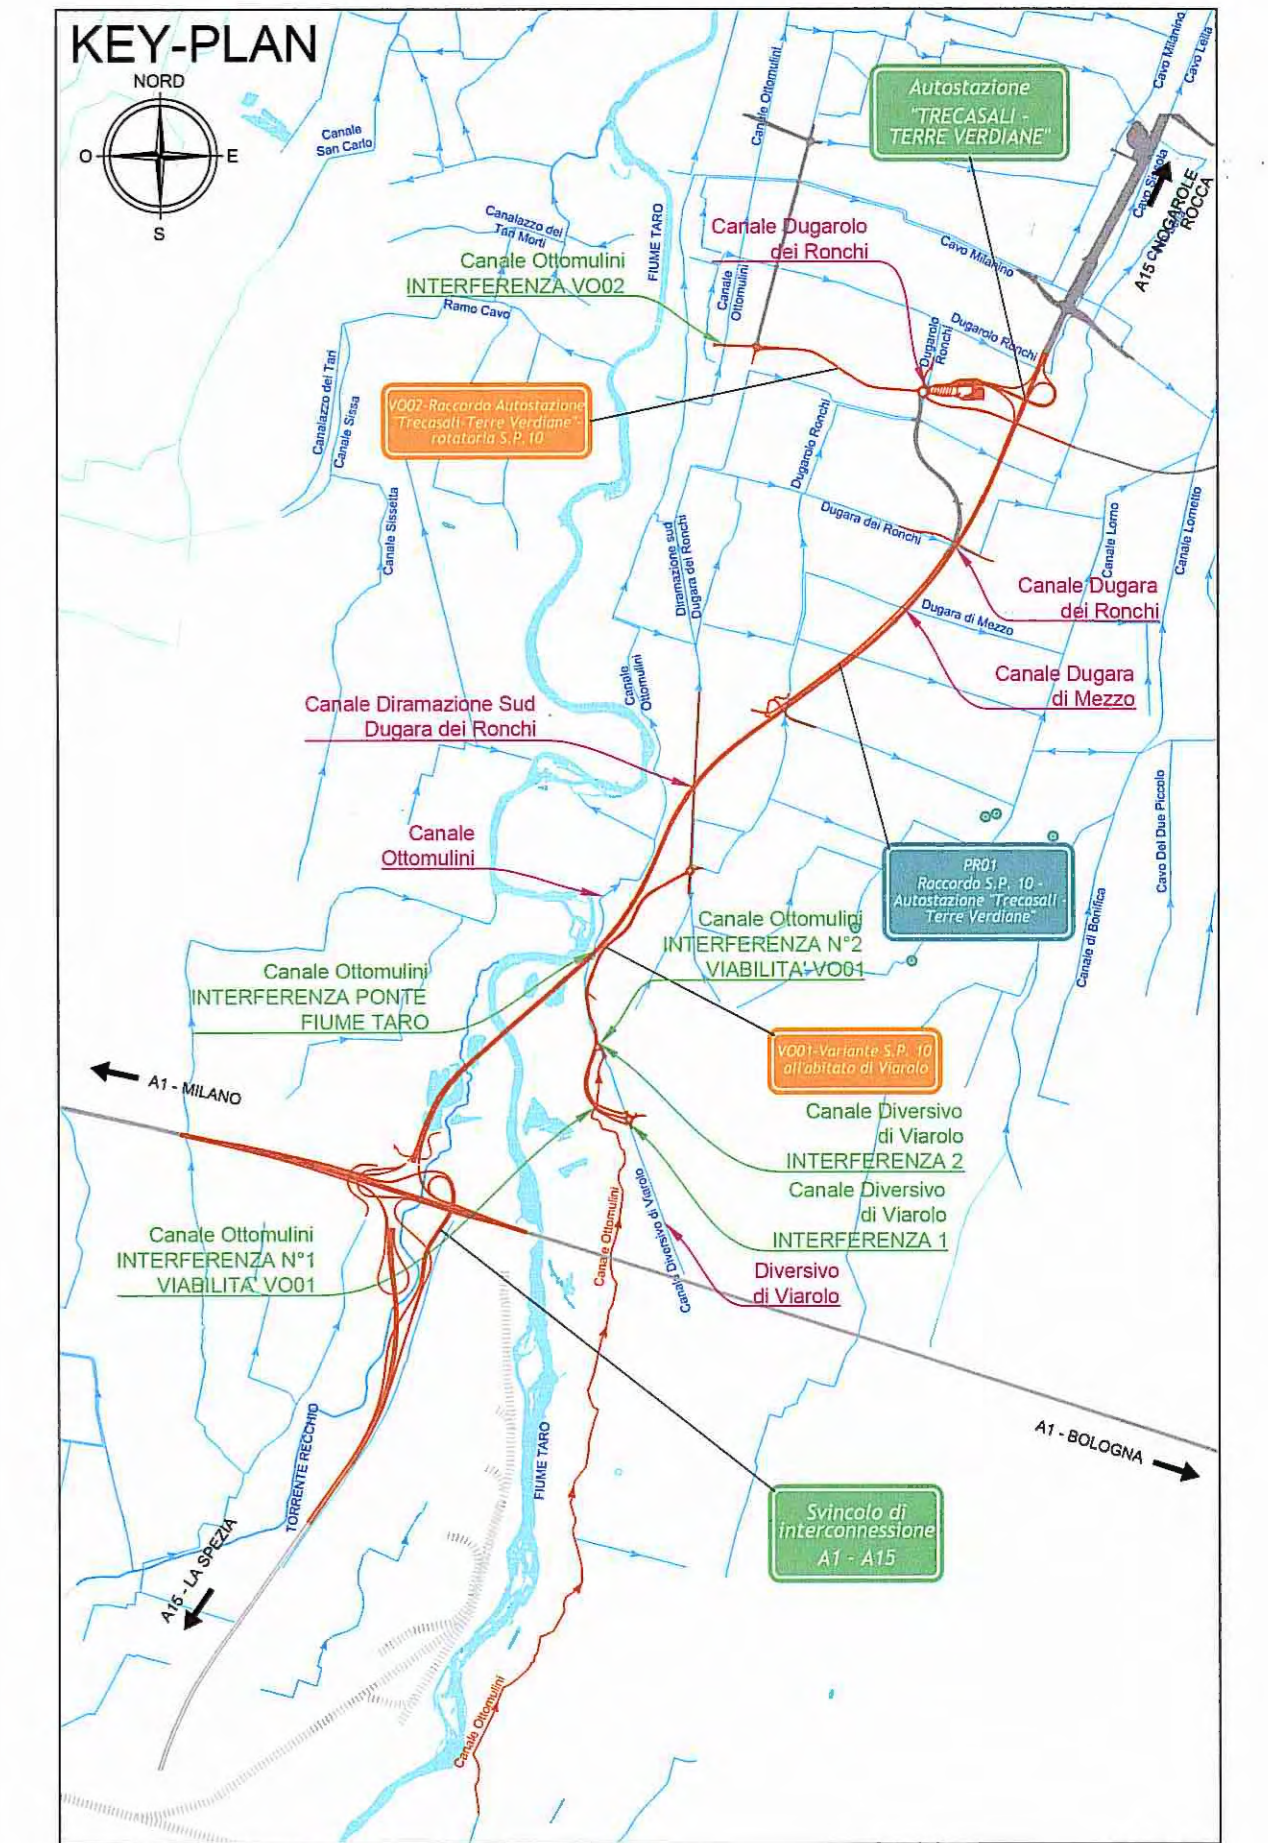 KEY-PLAN
NORD
O
E
S
Canale
San Carlo
Canale Ottomulini
Cavo Milanino
Cavo Leita
Autostazione
"TRECASALI -
TERRE VERDIANE"
A15 - NOGAROLE
ROCCA
FIUME TARO
Canalazzo dei
Tari Morti
Canale Ottomulini
INTERFERENZA VO02
Ramo Cavo
Canale Dugarolo
dei Ronchi
Canale
Ottomulini
Cavo Milanino
Dugarolo Ronchi
Dugarolo
Ronchi
Canalazzo dei Tari
Canale Sissa
VO02-Raccordo Autostazione
"Trecasali-Terre Verdiane"-
rotatoria S.P.10
Dugarolo Ronchi
Canale Sissetta
Diramazione sud
Dugara dei Ronchi
Dugara dei Ronchi
Canale Lorno
Canale Lornetto
Canale Dugara
dei Ronchi
Dugara di Mezzo
Canale Dugara
di Mezzo
Canale
Ottomulini
Canale Diramazione Sud
Dugara dei Ronchi
Canale
Ottomulini
Cavo Dal Due Piccolo
PR01
Raccordo S.P. 10 -
Autostazione "Trecasali -
Terre Verdiane"
Canale di Bonifica
Canale Ottomulini
INTERFERENZA N°2
VIABILITA' VO01
Canale Ottomulini
INTERFERENZA PONTE
FIUME TARO
VO01-Variante S.P. 10
all'abitato di Viarolo
A1 - MILANO
Canale Diversivo
di Viarolo
INTERFERENZA 2
Canale Diversivo
di Viarolo
INTERFERENZA 1
Canale Ottomulini
Canale Diversivo di Viarolo
Canale Ottomulini
INTERFERENZA N°1
VIABILITA' VO01
Diversivo
di Viarolo
TORRENTE RECCHIO
FIUME TARO
A1 - BOLOGNA
Svincolo di
interconnessione
A1 - A15
A15 - LA SPEZIA
Canale Ottomulini